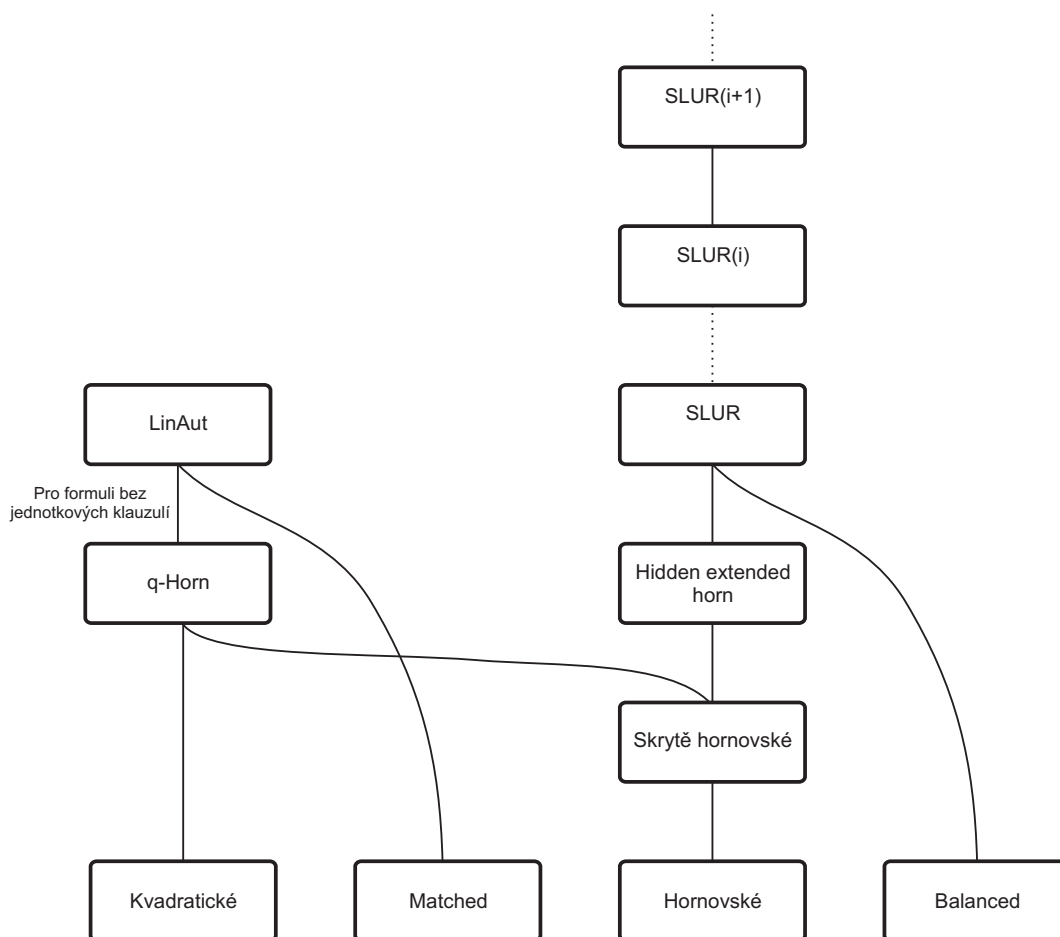 SLUR(i+1)
SLUR(i)
LinAut
SLUR
Pro formuli bez
jednotkových klauzulí
q-Horn
Hidden extended
horn
Skrytě hornovské
Kvadratické
Matched
Hornovské
Balanced